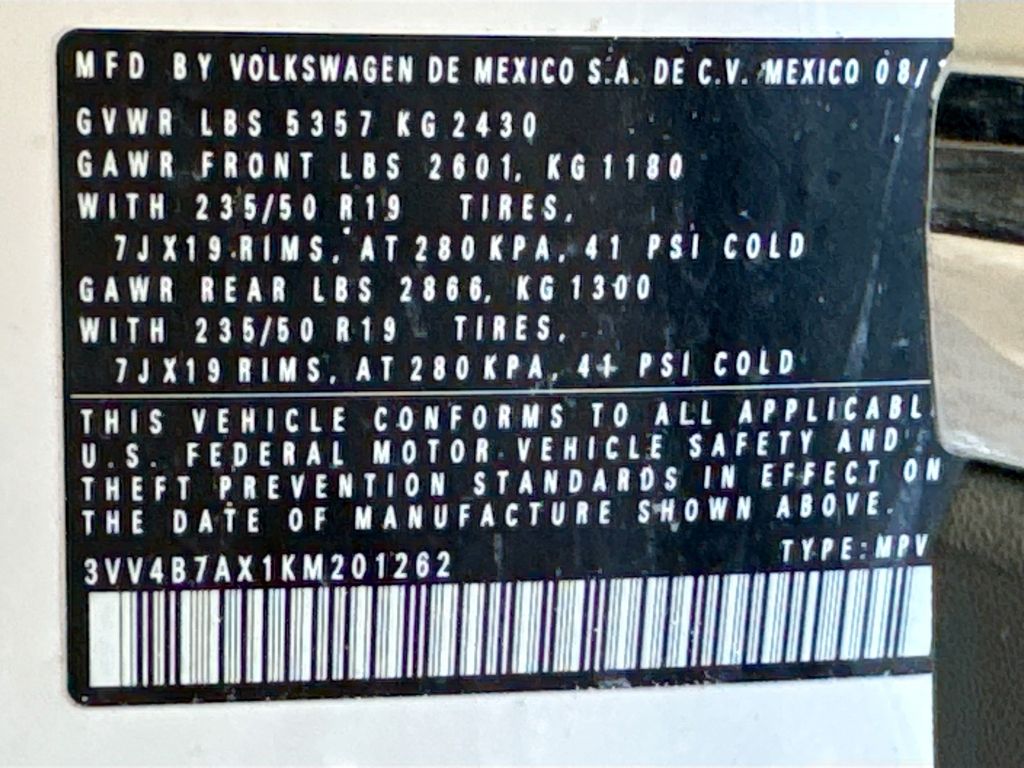 MFD BY VOLKSWAGEN DE MEXICO S.A. DE C.V. MEXICO 08/
GVWR LBS 5357 KG 2430
GAWR FRONT LBS 2601, KG 1180
WITH 235/50 R19 TIRES,
7JX19 RIMS, AT 280 KPA, 41 PSI COLD
GAWR REAR LBS 2866, KG 1300
WITH 235/50 R19 TIRES,
7JX19 RIMS, AT 280 KPA, 41 PSI COLD
THIS VEHICLE CONFORMS TO ALL APPLICABL
U.S. FEDERAL MOTOR VEHICLE SAFETY AND
THEFT PREVENTION STANDARDS IN EFFECT ON
THE DATE OF MANUFACTURE SHOWN ABOVE.
TYPE:MPV
3VV4B7AX1KM201262